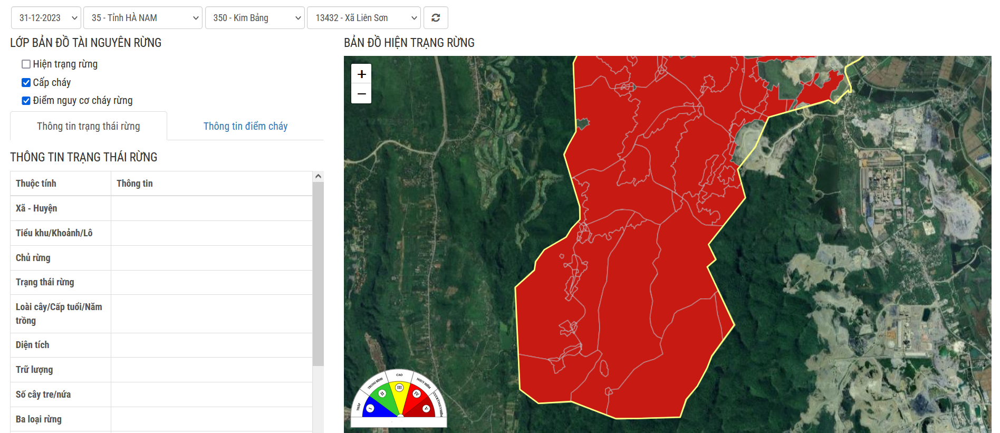 31-12-2023 35 - Tỉnh HÀ NAM 350 - Kim Bảng 13432 - Xã Liên Sơn
LỚP BẢN ĐỒ TÀI NGUYÊN RỪNG
Hiện trạng rừng
Cấp cháy
Điểm nguy cơ cháy rừng
Thông tin trạng thái rừng Thông tin điểm cháy
THÔNG TIN TRẠNG THÁI RỪNG
Thuộc tính Thông tin
Xã - Huyện
Tiểu khu/Khoảnh/Lô
Chủ rừng
Trạng thái rừng
Loài cây/Cấp tuổi/Năm
trồng
Diện tích
Trữ lượng
Số cây tre/nứa
Ba loại rừng
BẢN ĐỒ HIỆN TRẠNG RỪNG
+
−
THẤP
TRUNG BÌNH
CAO
NGUY HIỂM
CỰC KỲ NGUY HIỂM
I
II
III
IV
V